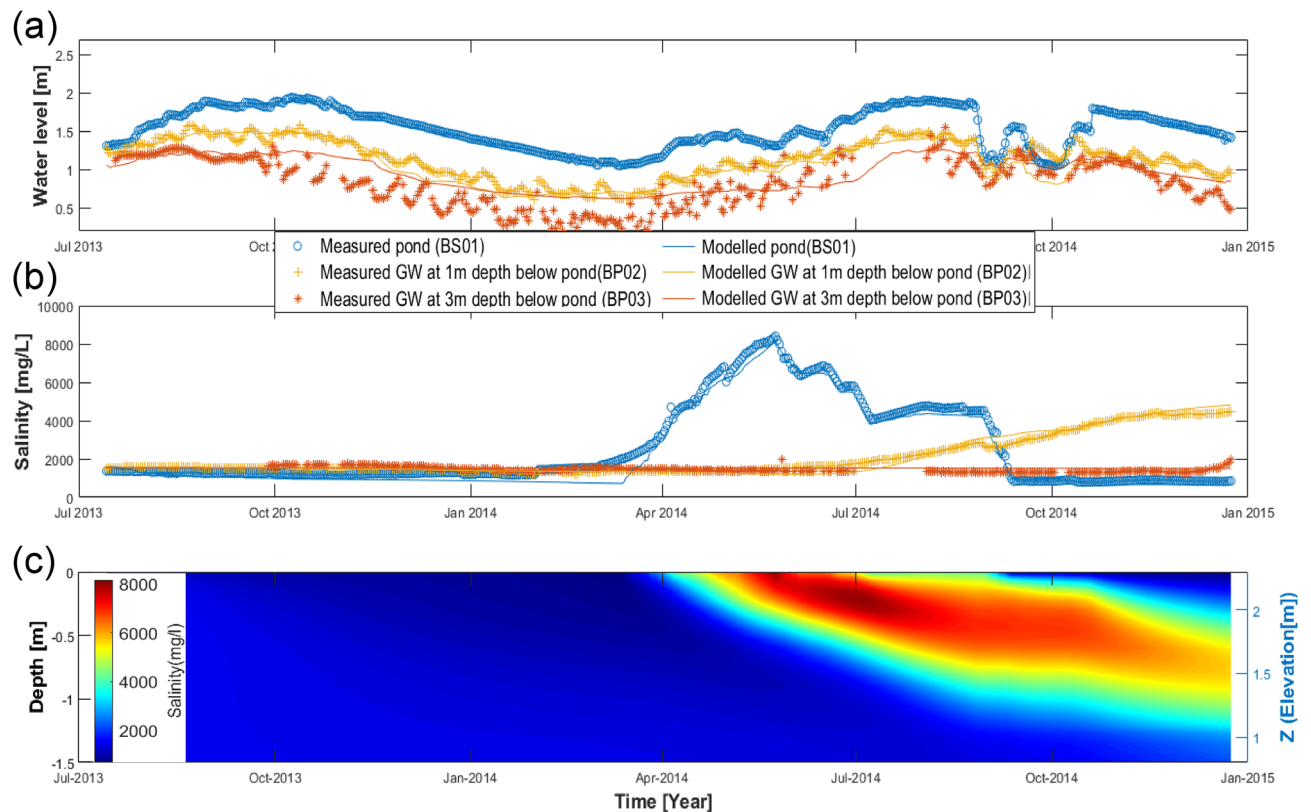 (a)
2.5
2
1.5
1
0.5
Water level [m]
Jul 2013
Jan 2015
Measured pond (BS01)
Modelled pond(BS01)
Measured GW at 1m depth below pond(BP02)
Modelled GW at 1m depth below pond (BP02)
Measured GW at 3m depth below pond (BP03)
Modelled GW at 3m depth below pond (BP03)
(b)
10000
8000
6000
4000
2000
0
Salinity [mg/L]
Jul 2013
Oct 2013
Jan 2014
Apr 2014
Jul 2014
Oct 2014
Jan 2015
(c)
0
-0.5
-1
-1.5
Depth [m]
8000
6000
4000
2000
Salinity(mg/l)
2
1.5
1
Z (Elevation[m])
Jul-2013
Oct-2013
Jan-2014
Apr-2014
Jul-2014
Oct-2014
Jan-2015
Time [Year]